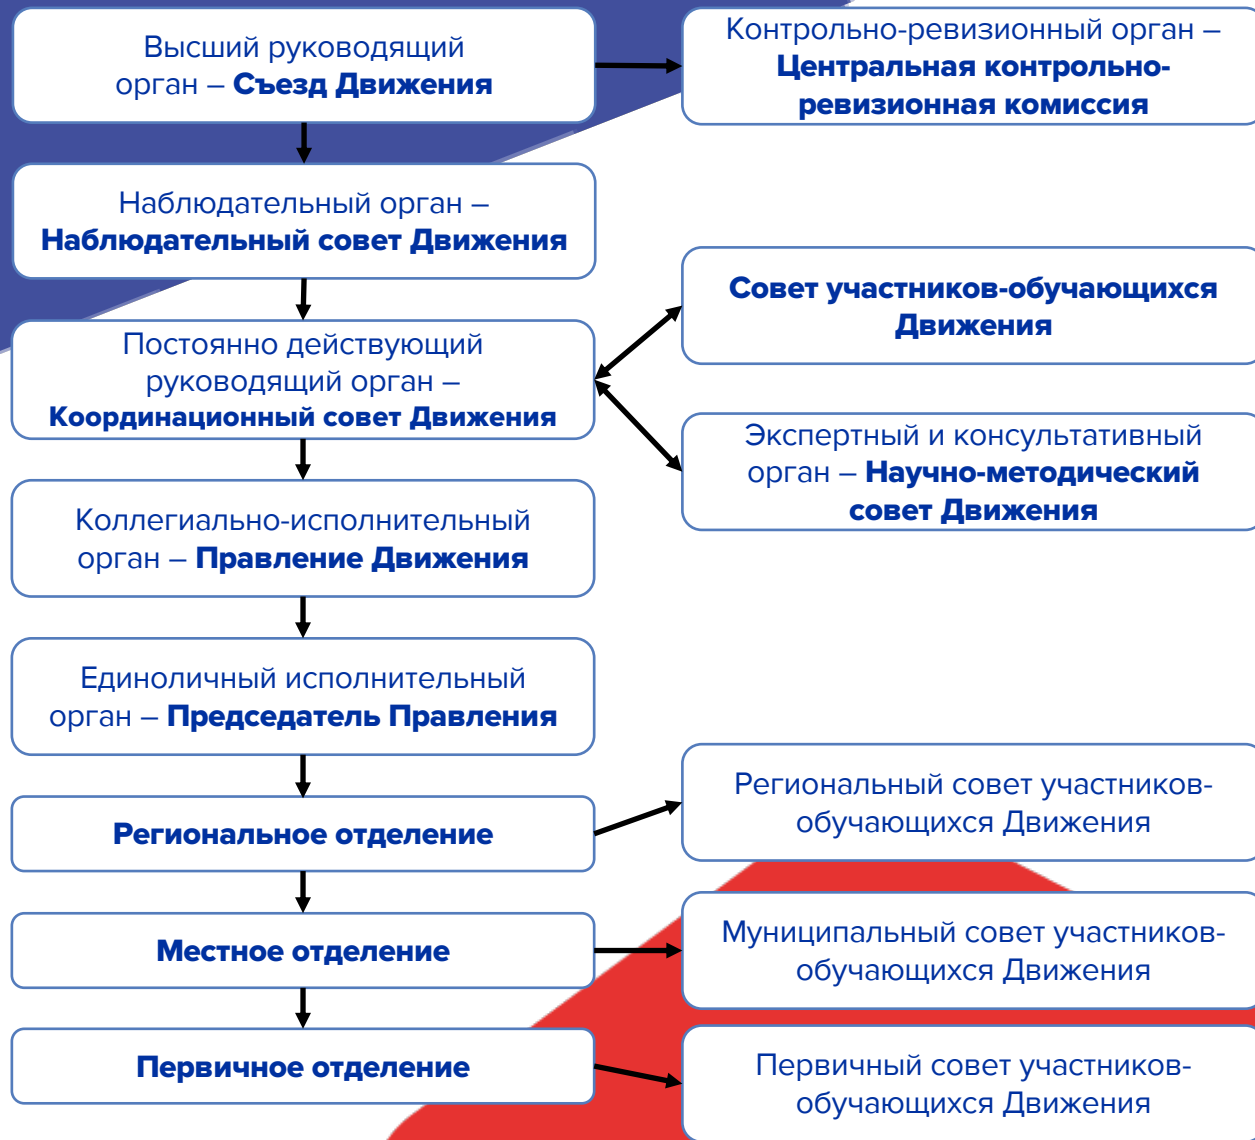 Высший руководящий
орган – Съезд Движения
Контрольно-ревизионный орган –
Центральная контрольно-
ревизионная комиссия
Наблюдательный орган –
Наблюдательный совет Движения
Постоянно действующий
руководящий орган –
Координационный совет Движения
Совет участников-обучающихся
Движения
Экспертный и консультативный
орган – Научно-методический
совет Движения
Коллегиально-исполнительный
орган – Правление Движения
Единоличный исполнительный
орган – Председатель Правления
Региональное отделение
Региональный совет участников-
обучающихся Движения
Местное отделение
Муниципальный совет участников-
обучающихся Движения
Первичное отделение
Первичный совет участников-
обучающихся Движения